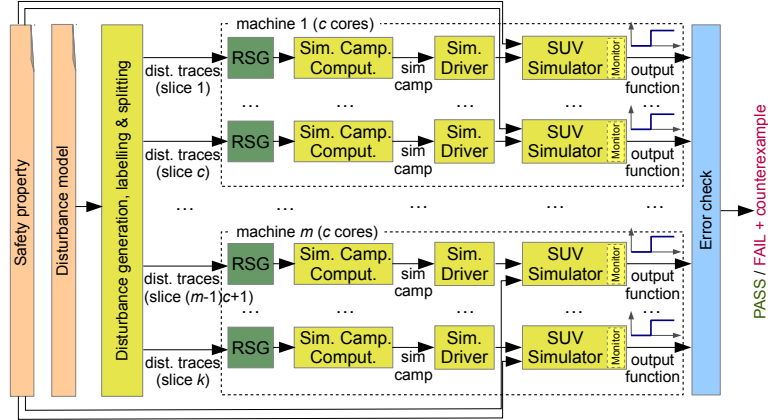 Safety property
Disturbance model
Disturbance generation, labelling & splitting
machine 1 (c cores)
dist. traces
(slice 1)
RSG
Sim. Camp.
Comput.
sim
camp
Sim.
Driver
SUV
Simulator
Monitor
output
function
... ... ... ...
dist. traces
(slice c)
RSG
Sim. Camp.
Comput.
sim
camp
Sim.
Driver
SUV
Simulator
Monitor
output
function
... ... ... ... ... ...
machine m (c cores)
dist. traces
(slice (m-1)c+1)
RSG
Sim. Camp.
Comput.
sim
camp
Sim.
Driver
SUV
Simulator
Monitor
output
function
... ... ... ...
dist. traces
(slice k)
RSG
Sim. Camp.
Comput.
sim
camp
Sim.
Driver
SUV
Simulator
Monitor
output
function
Error check
PASS / FAIL + counterexample